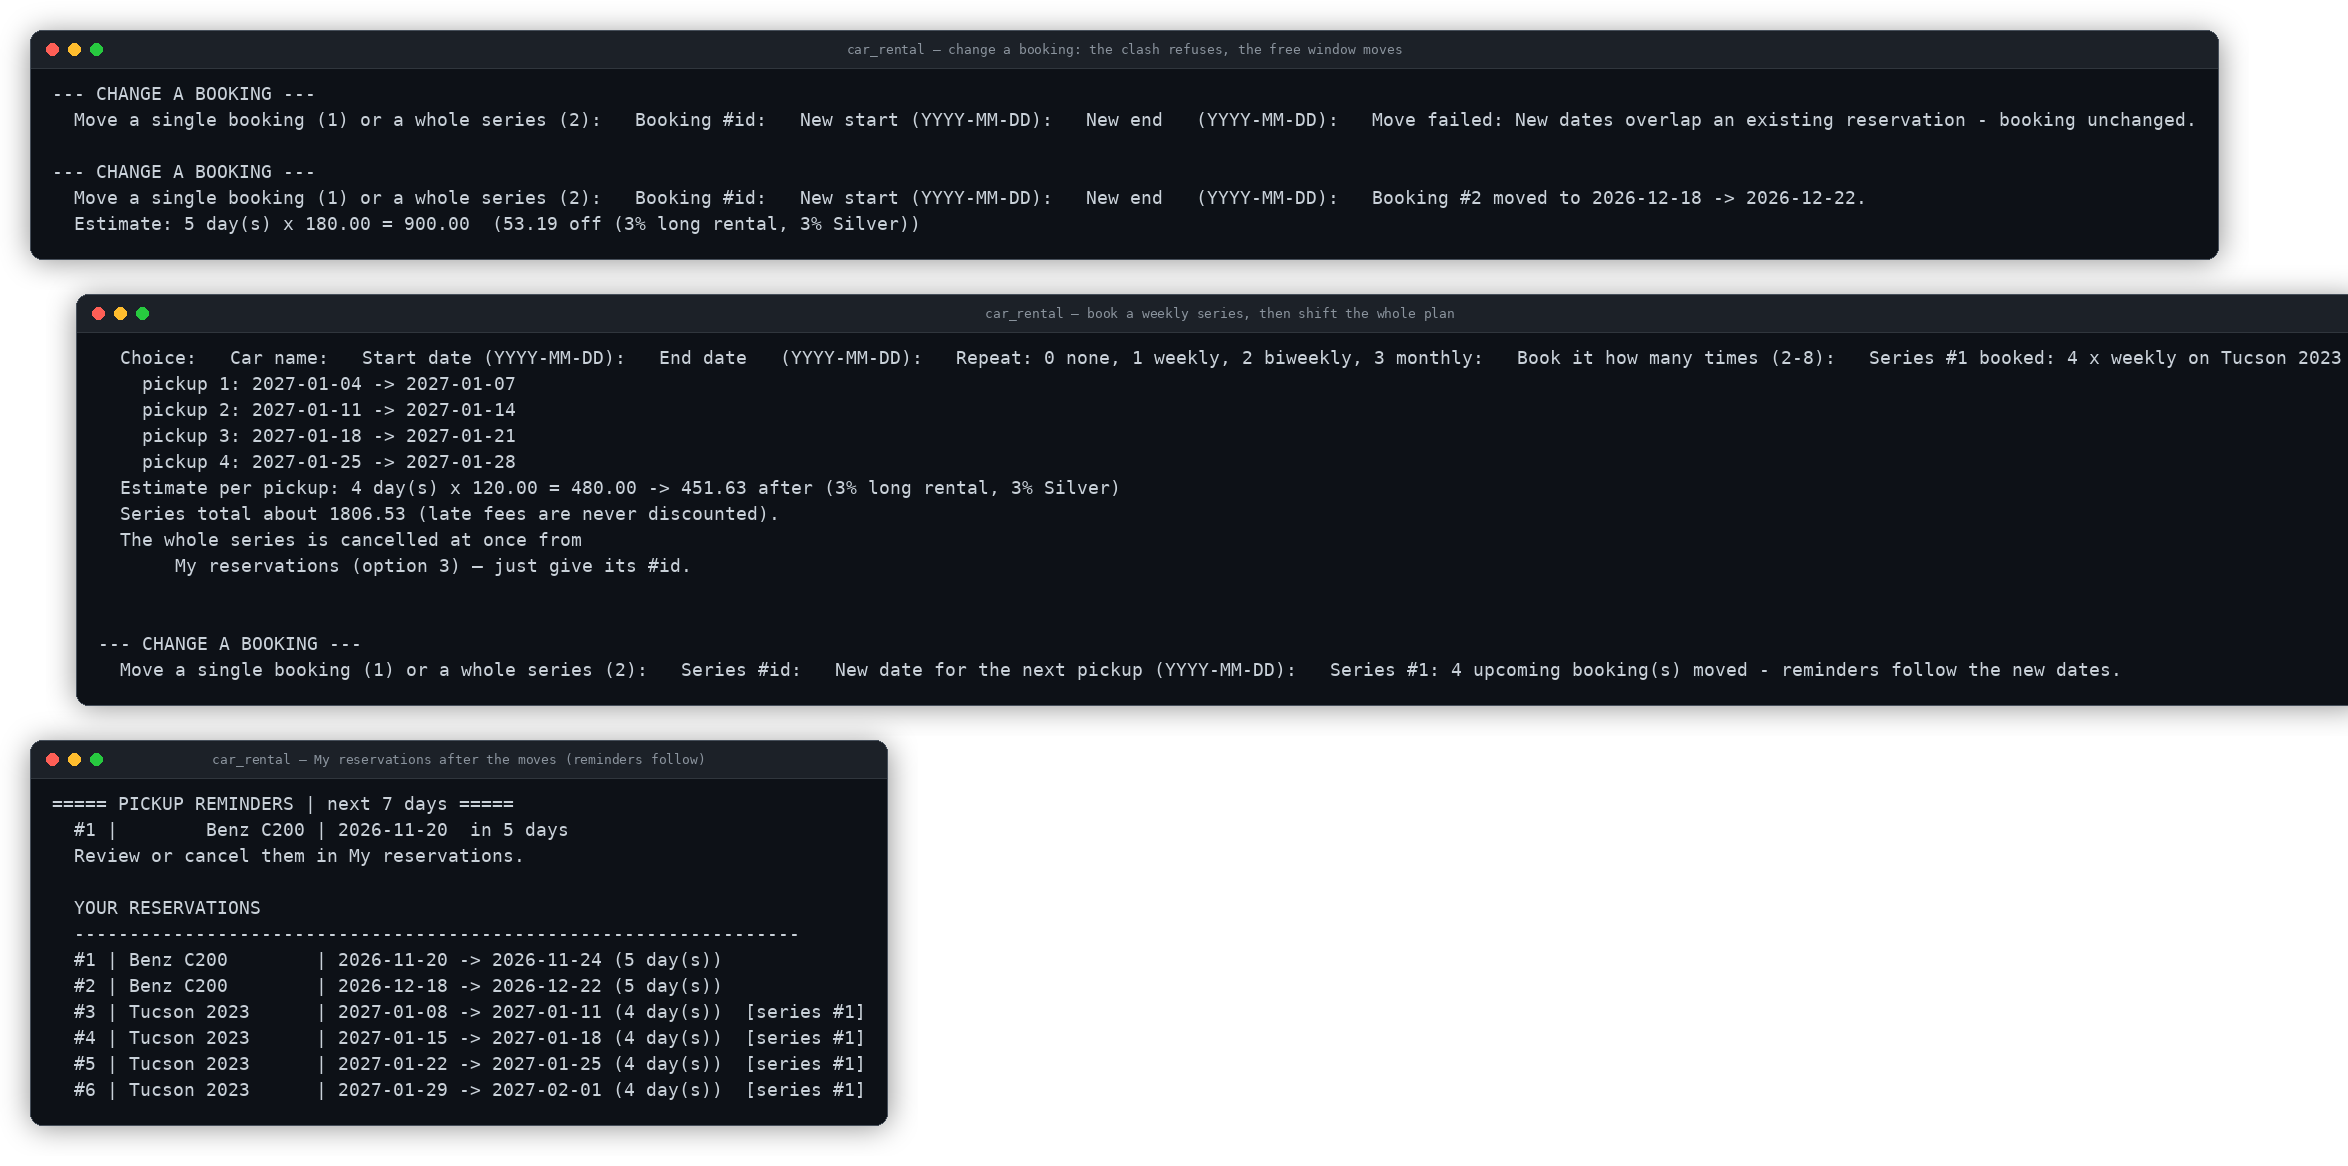 car_rental — change a booking: the clash refuses, the free window moves
--- CHANGE A BOOKING ---
  Move a single booking (1) or a whole series (2):   Booking #id:   New start (YYYY-MM-DD):   New end   (YYYY-MM-DD):   Move failed: New dates overlap an existing reservation - booking unchanged.
--- CHANGE A BOOKING ---
  Move a single booking (1) or a whole series (2):   Booking #id:   New start (YYYY-MM-DD):   New end   (YYYY-MM-DD):   Booking #2 moved to 2026-12-18 -> 2026-12-22.
  Estimate: 5 day(s) x 180.00 = 900.00  (53.19 off (3% long rental, 3% Silver))
car_rental — book a weekly series, then shift the whole plan
  Choice:   Car name:   Start date (YYYY-MM-DD):   End date   (YYYY-MM-DD):   Repeat: 0 none, 1 weekly, 2 biweekly, 3 monthly:   Book it how many times (2-8):   Series #1 booked: 4 x weekly on Tucson 2023
    pickup 1: 2027-01-04 -> 2027-01-07
    pickup 2: 2027-01-11 -> 2027-01-14
    pickup 3: 2027-01-18 -> 2027-01-21
    pickup 4: 2027-01-25 -> 2027-01-28
  Estimate per pickup: 4 day(s) x 120.00 = 480.00 -> 451.63 after (3% long rental, 3% Silver)
  Series total about 1806.53 (late fees are never discounted).
  The whole series is cancelled at once from
       My reservations (option 3) — just give its #id.
--- CHANGE A BOOKING ---
  Move a single booking (1) or a whole series (2):   Series #id:   New date for the next pickup (YYYY-MM-DD):   Series #1: 4 upcoming booking(s) moved - reminders follow the new dates.
car_rental — My reservations after the moves (reminders follow)
===== PICKUP REMINDERS | next 7 days =====
  #1 |        Benz C200 | 2026-11-20  in 5 days
  Review or cancel them in My reservations.
  YOUR RESERVATIONS
  ------------------------------------------------------------------
  #1 | Benz C200        | 2026-11-20 -> 2026-11-24 (5 day(s))
  #2 | Benz C200        | 2026-12-18 -> 2026-12-22 (5 day(s))
  #3 | Tucson 2023      | 2027-01-08 -> 2027-01-11 (4 day(s))  [series #1]
  #4 | Tucson 2023      | 2027-01-15 -> 2027-01-18 (4 day(s))  [series #1]
  #5 | Tucson 2023      | 2027-01-22 -> 2027-01-25 (4 day(s))  [series #1]
  #6 | Tucson 2023      | 2027-01-29 -> 2027-02-01 (4 day(s))  [series #1]